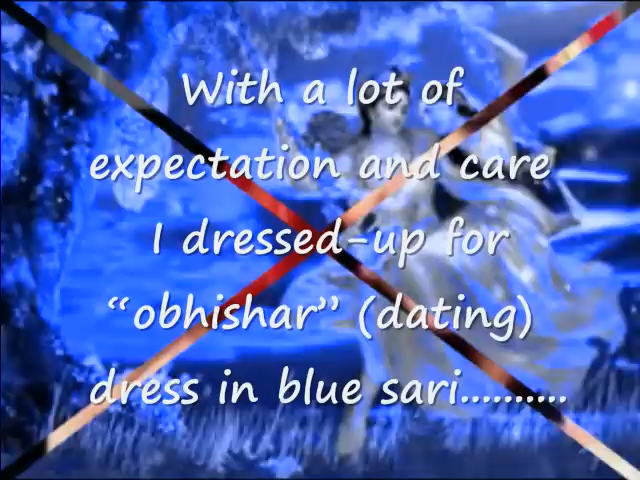 With a lot of
expectation and care
I dressed-up for
“obhishar” (dating)
dress in blue sari..........